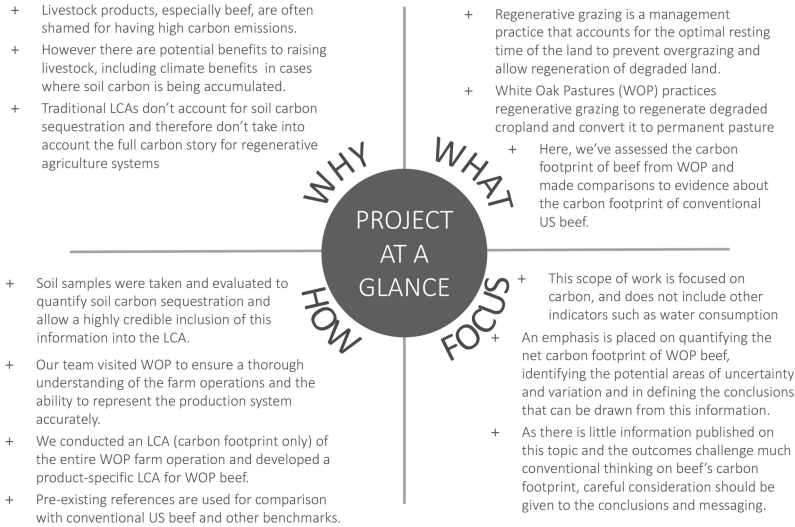 + Livestock products, especially beef, are often
shamed for having high carbon emissions.
+ However there are potential benefits to raising
livestock, including climate benefits in cases
where soil carbon is being accumulated.
+ Traditional LCAs don't account for soil carbon
sequestration and therefore don't take into
account the full carbon story for regenerative
agriculture systems
WHY
+ Regenerative grazing is a management
practice that accounts for the optimal resting
time of the land to prevent overgrazing and
allow regeneration of degraded land.
+ White Oak Pastures (WOP) practices
regenerative grazing to regenerate degraded
cropland and convert it to permanent pasture
+ Here, we've assessed the carbon
footprint of beef from WOP and
made comparisons to evidence about
the carbon footprint of conventional
US beef.
WHAT
PROJECT
AT A
GLANCE
+ Soil samples were taken and evaluated to
quantify soil carbon sequestration and
allow a highly credible inclusion of this
information into the LCA.
+ Our team visited WOP to ensure a thorough
understanding of the farm operations and the
ability to represent the production system
accurately.
+ We conducted an LCA (carbon footprint only) of
the entire WOP farm operation and developed a
product-specific LCA for WOP beef.
+ Pre-existing references are used for comparison
with conventional US beef and other benchmarks.
HOW
+ This scope of work is focused on
carbon, and does not include other
indicators such as water consumption
+ An emphasis is placed on quantifying the
net carbon footprint of WOP beef,
identifying the potential areas of uncertainty
and variation and in defining the conclusions
that can be drawn from this information.
+ As there is little information published on
this topic and the outcomes challenge much
conventional thinking on beef's carbon
footprint, careful consideration should be
given to the conclusions and messaging.
FOCUS